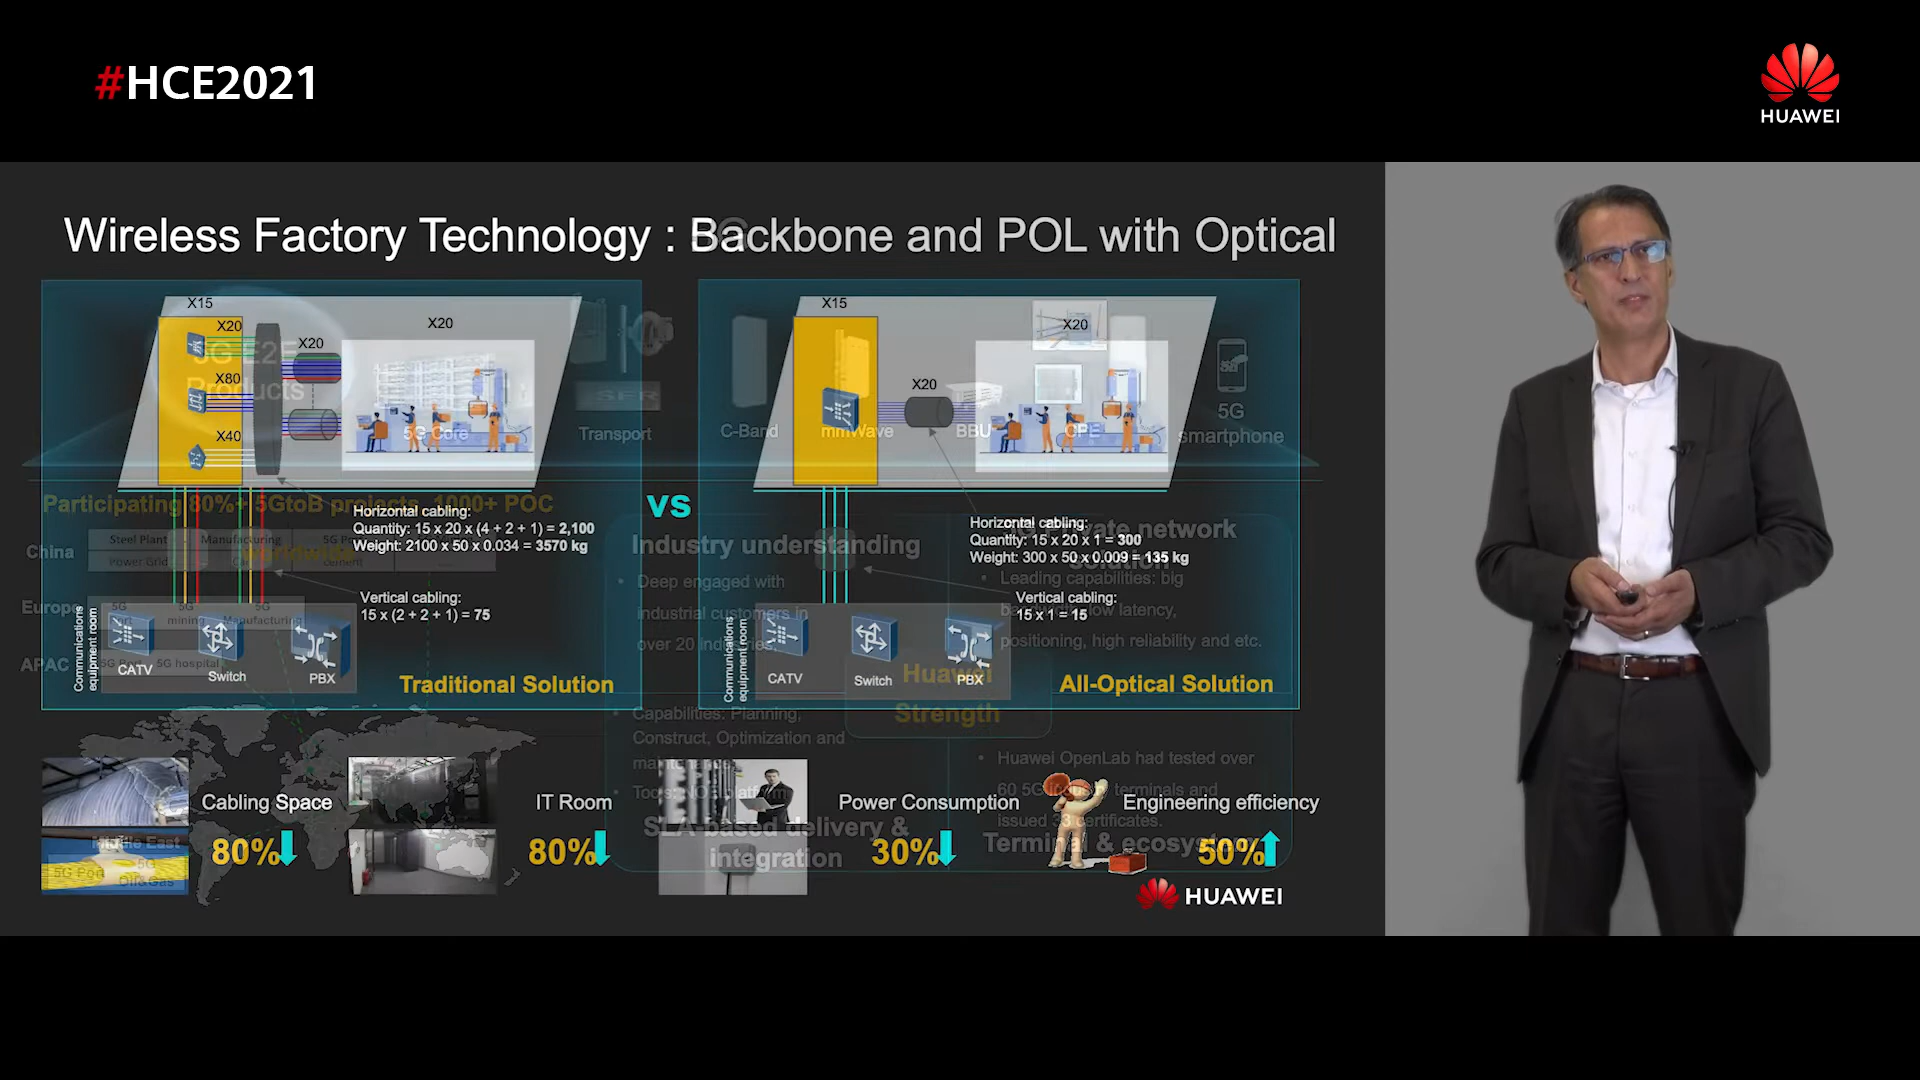 #HCE2021
HUAWEI
Wireless Factory Technology : Backbone and POL with Optical
5G
X15
X20
X20
X20
X80
X40
5G E2E
Products
5G Core
Transport
SFR
X15
X20
X20
C-Band
mmWave
BBU
CPE
5G
smartphone
Participating 80%+ 5GtoB projects, 1000+ POC
worldwide
China
Steel Plant
Manufacturing
Power Grid
cement
Horizontal cabling:
Quantity: 15 x 20 x (4 + 2 + 1) = 2,100
Weight: 2100 x 50 x 0.034 = 3570 kg
Vertical cabling:
15 x (2 + 2 + 1) = 75
Europe
5G
5G
mining
5G
Manufacturing
APAC
5G Port
5G hospital
Communications
equipment room
CATV
Switch
PBX
Traditional Solution
VS
Industry understanding
• Deep engaged with
industrial customers in
over 20 industries.
Horizontal cabling:
Quantity: 15 x 20 x 1 = 300
Weight: 300 x 50 x 0.009 = 135 kg
Vertical cabling:
15 x 1 = 15
5G Private network
solution
• Leading capabilities: big
bandwidth, low latency,
positioning, high reliability and etc.
Communications
equipment room
CATV
Switch
PBX
All-Optical Solution
Huawei
Strength
• Capabilities: Planning,
Construct, Optimization and
maintenance
• Tools: platform
SLA-based delivery &
integration
• Huawei OpenLab had tested over
60 5G terminals and
issued 33 certificates.
Terminal & ecosystem
Middle East
5G Port
5G
Oil&Gas
Cabling Space
80%
IT Room
80%
Power Consumption
30%
Engineering efficiency
50%
HUAWEI